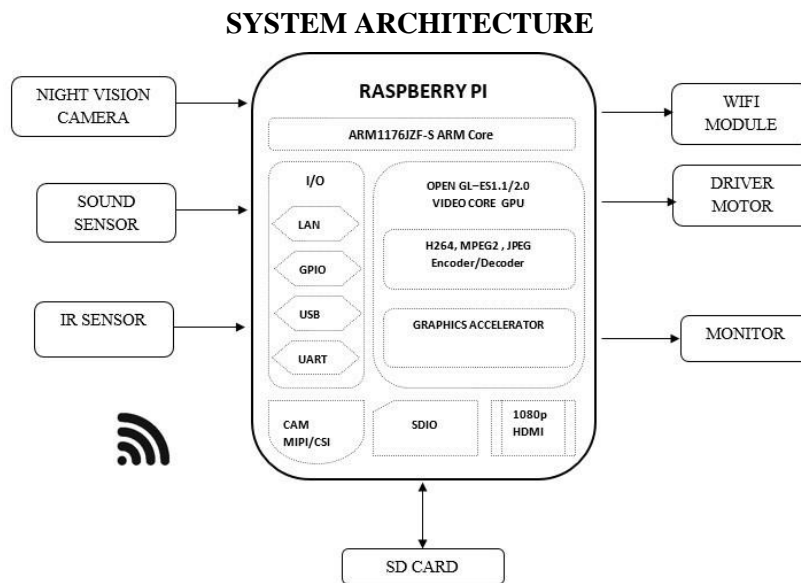 SYSTEM ARCHITECTURE
NIGHT VISION
CAMERA
SOUND
SENSOR
IR SENSOR
RASPBERRY PI
ARM1176JZF-S ARM Core
I/O
LAN
GPIO
USB
UART
OPEN GL–ES1.1/2.0
VIDEO CORE GPU
H264, MPEG2 , JPEG
Encoder/Decoder
GRAPHICS ACCELERATOR
CAM
MIPI/CSI
SDIO
1080p
HDMI
WIFI
MODULE
DRIVER
MOTOR
MONITOR
SD CARD